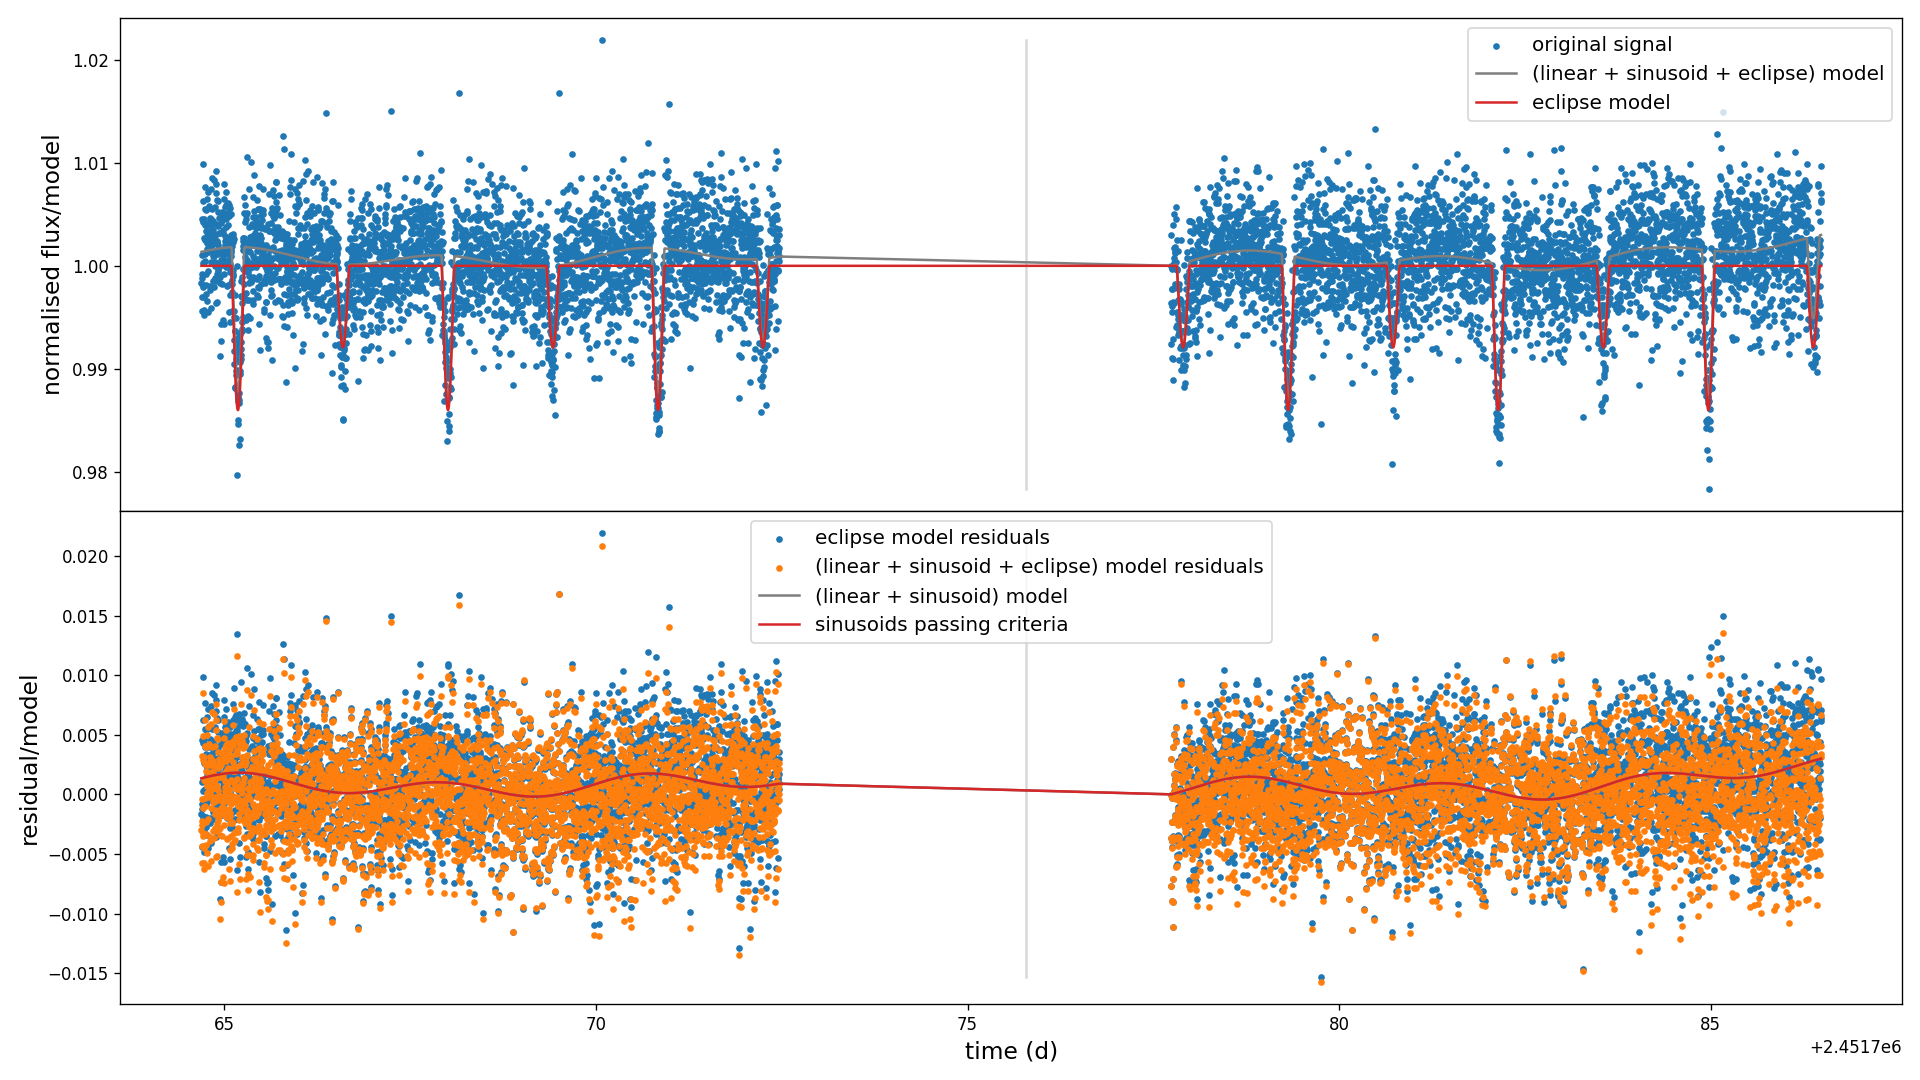 normalised flux/model
1.02
1.01
1.00
0.99
0.98
original signal
(linear + sinusoid + eclipse) model
eclipse model
residual/model
0.020
0.015
0.010
0.005
0.000
−0.005
−0.010
−0.015
eclipse model residuals
(linear + sinusoid + eclipse) model residuals
(linear + sinusoid) model
sinusoids passing criteria
65 70 75 80 85
time (d)
+2.4517e6